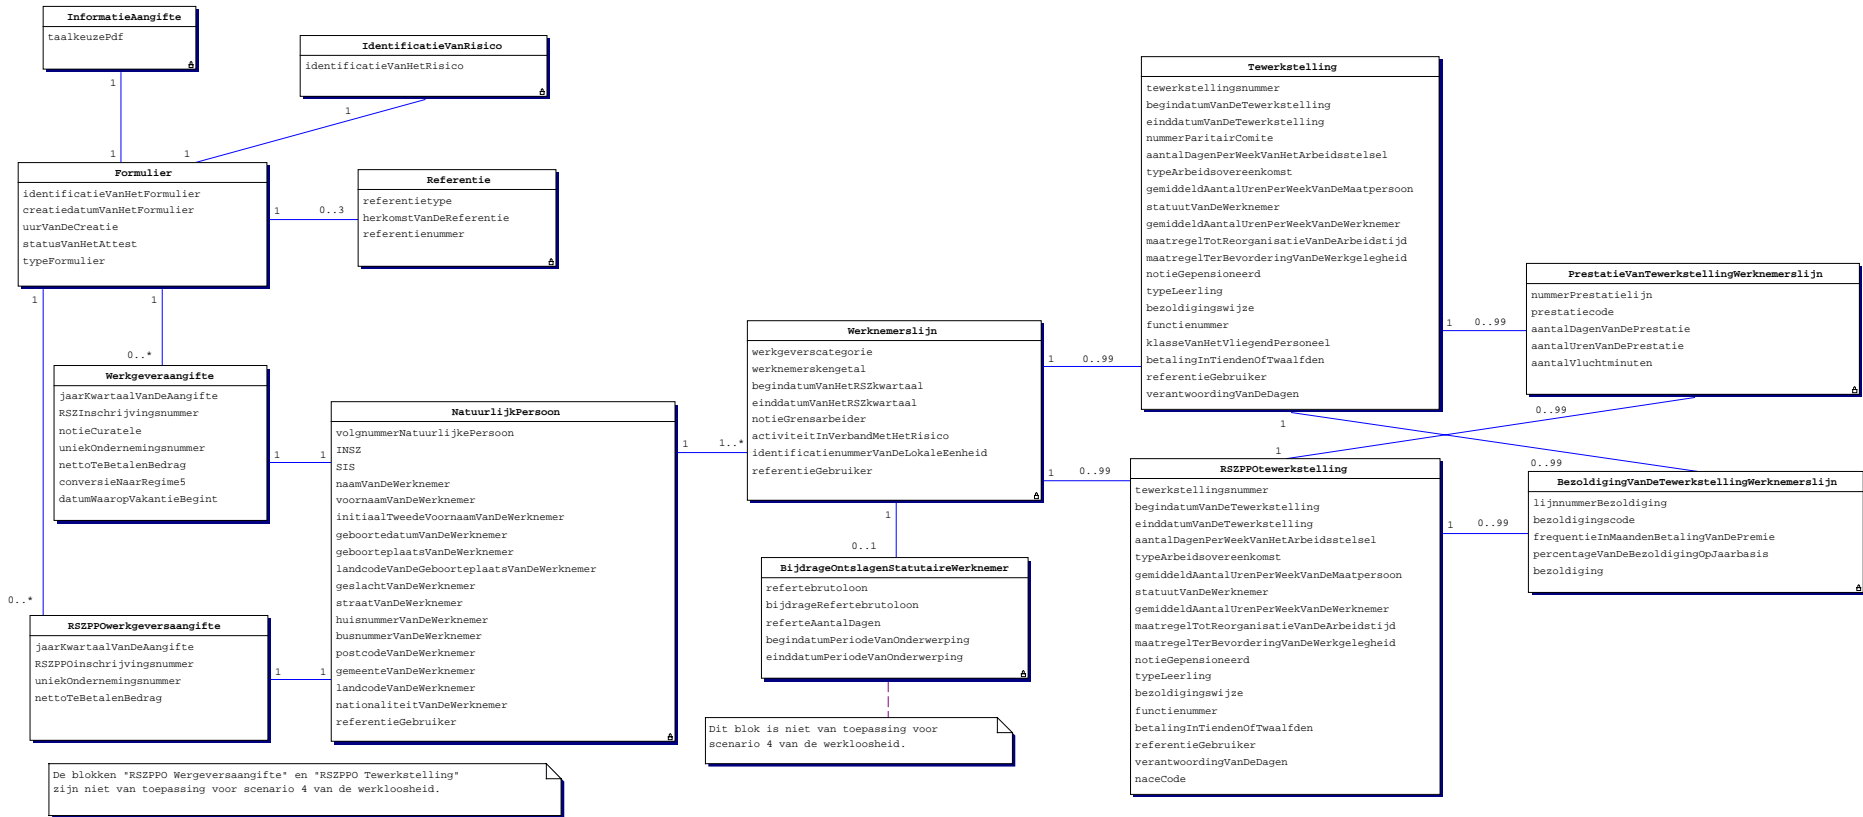 InformatieAangifte
taalkeuzePdf
IdentificatieVanRisico
identificatieVanHetRisico
1
1
1
1
Formulier
identificatieVanHetFormulier
creatiedatumVanHetFormulier
uurVanDeCreatie
statusVanHetAttest
typeFormulier
1
0..3
Referentie
referentietype
herkomstVanDeReferentie
referentienummer
1
1
0..*
0..*
Werkgeveraangifte
jaarKwartaalVanDeAangifte
RSZInschrijvingsnummer
notieCuratele
uniekOndernemingsnummer
nettoTeBetalenBedrag
conversieNaarRegime5
datumWaaropVakantieBegint
1
1
RSZPPOwerkgeversaangifte
jaarKwartaalVanDeAangifte
RSZPPOinschrijvingsnummer
uniekOndernemingsnummer
nettoTeBetalenBedrag
1
1
NatuurlijkPersoon
volgnummerNatuurlijkePersoon
INSZ
SIS
naamVanDeWerknemer
voornaamVanDeWerknemer
initiaalTweedeVoornaamVanDeWerknemer
geboortedatumVanDeWerknemer
geboorteplaatsVanDeWerknemer
landcodeVanDeGeboorteplaatsVanDeWerknemer
geslachtVanDeWerknemer
straatVanDeWerknemer
huisnummerVanDeWerknemer
busnummerVanDeWerknemer
postcodeVanDeWerknemer
gemeenteVanDeWerknemer
landcodeVanDeWerknemer
nationaliteitVanDeWerknemer
referentieGebruiker
1
1..*
De blokken "RSZPPO Wergeversaangifte" en "RSZPPO Tewerkstelling"
zijn niet van toepassing voor scenario 4 van de werkloosheid.
Werknemerslijn
werkgeverscategorie
werknemerskengetal
begindatumVanHetRSZkwartaal
einddatumVanHetRSZkwartaal
notieGrensarbeider
activiteitInVerbandMetHetRisico
identificatienummerVanDeLokaleEenheid
referentieGebruiker
1
0..99
1
0..99
1
0..1
BijdrageOntslagenStatutaireWerknemer
refertebrutoloon
bijdrageRefertebrutoloon
referteAantalDagen
begindatumPeriodeVanOnderwerping
einddatumPeriodeVanOnderwerping
Dit blok is niet van toepassing voor
scenario 4 van de werkloosheid.
Tewerkstelling
tewerkstellingsnummer
begindatumVanDeTewerkstelling
einddatumVanDeTewerkstelling
nummerParitairComite
aantalDagenPerWeekVanHetArbeidsstelsel
typeArbeidsovereenkomst
gemiddeldAantalUrenPerWeekVanDeMaatpersoon
statuutVanDeWerknemer
gemiddeldAantalUrenPerWeekVanDeWerknemer
maatregelTotReorganisatieVanDeArbeidstijd
maatregelTerBevorderingVanDeWerkgelegheid
notieGepensioneerd
typeLeerling
bezoldigingswijze
functienummer
klasseVanHetVliegendPersoneel
betalingInTiendenOfTwaalfden
referentieGebruiker
verantwoordingVanDeDagen
1
0..99
PrestatieVanTewerkstellingWerknemerslijn
nummerPrestatielijn
prestatiecode
aantalDagenVanDePrestatie
aantalUrenVanDePrestatie
aantalVluchtminuten
0..99
1
1
0..99
RSZPPOtewerkstelling
tewerkstellingsnummer
begindatumVanDeTewerkstelling
einddatumVanDeTewerkstelling
aantalDagenPerWeekVanHetArbeidsstelsel
typeArbeidsovereenkomst
gemiddeldAantalUrenPerWeekVanDeMaatpersoon
statuutVanDeWerknemer
gemiddeldAantalUrenPerWeekVanDeWerknemer
maatregelTotReorganisatieVanDeArbeidstijd
maatregelTerBevorderingVanDeWerkgelegheid
notieGepensioneerd
typeLeerling
bezoldigingswijze
functienummer
betalingInTiendenOfTwaalfden
referentieGebruiker
verantwoordingVanDeDagen
naceCode
1
0..99
BezoldigingVanDeTewerkstellingWerknemerslijn
lijnnummerBezoldiging
bezoldigingscode
frequentieInMaandenBetalingVanDePremie
percentageVanDeBezoldigingOpJaarbasis
bezoldiging